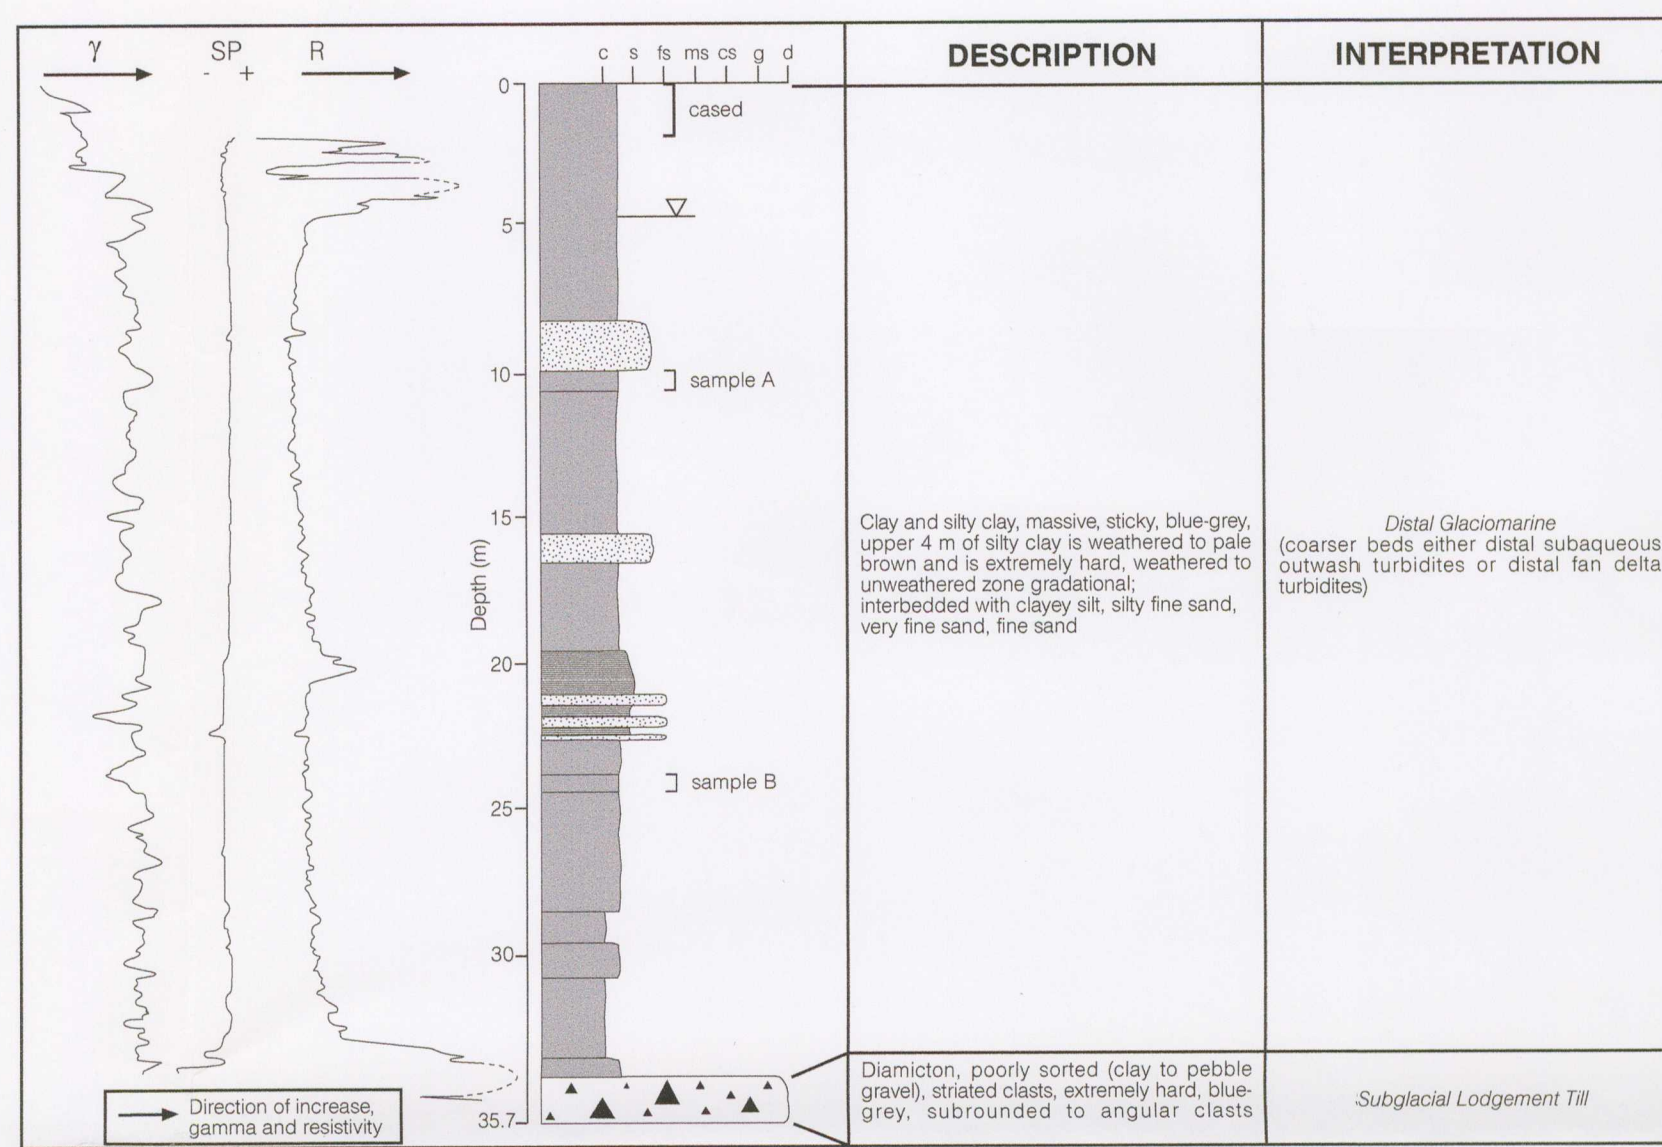 γ SP R
- +
c s fs ms cs g d
DESCRIPTION
INTERPRETATION
0
cased
5
10
sample A
15
Depth (m)
20
sample B
25
30
35.7
Clay and silty clay, massive, sticky, blue-grey,
upper 4 m of silty clay is weathered to pale
brown and is extremely hard, weathered to
unweathered zone gradational;
interbedded with clayey silt, silty fine sand,
very fine sand, fine sand
Distal Glaciomarine
(coarser beds either distal subaqueous
outwash turbidites or distal fan delta
turbidites)
Diamicton, poorly sorted (clay to pebble
gravel), striated clasts, extremely hard, blue-
grey, subrounded to angular clasts
Subglacial Lodgement Till
Direction of increase,
gamma and resistivity